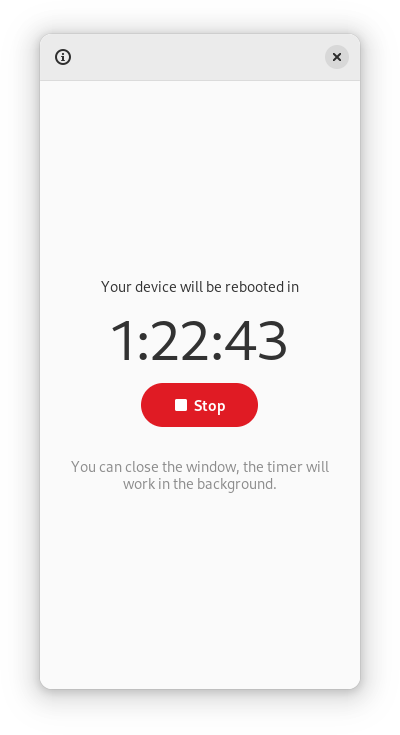 Your device will be rebooted in
1:22:43
Stop
You can close the window, the timer will
work in the background.